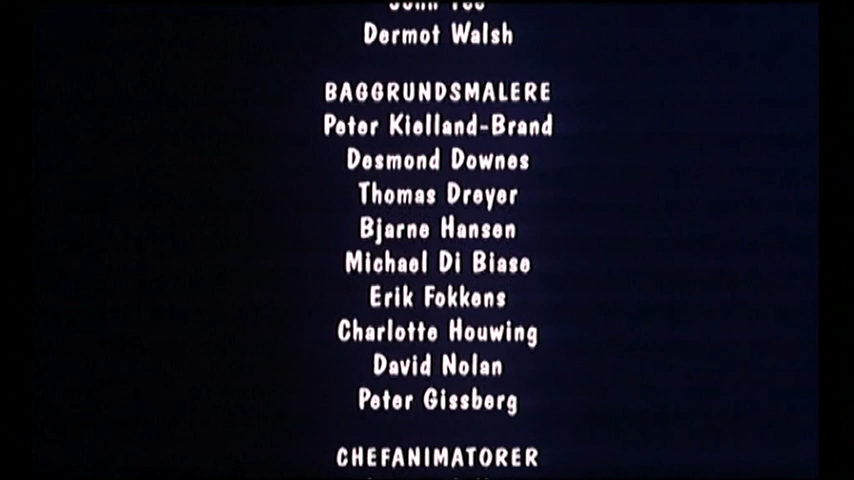 Dermot Walsh
BAGGRUNDSMALERE
Peter Kielland-Brand
Desmond Downes
Thomas Dreyer
Bjarne Hansen
Michael Di Biase
Erik Fokkens
Charlotte Houwing
David Nolan
Peter Gissberg
CHEFANIMATORER